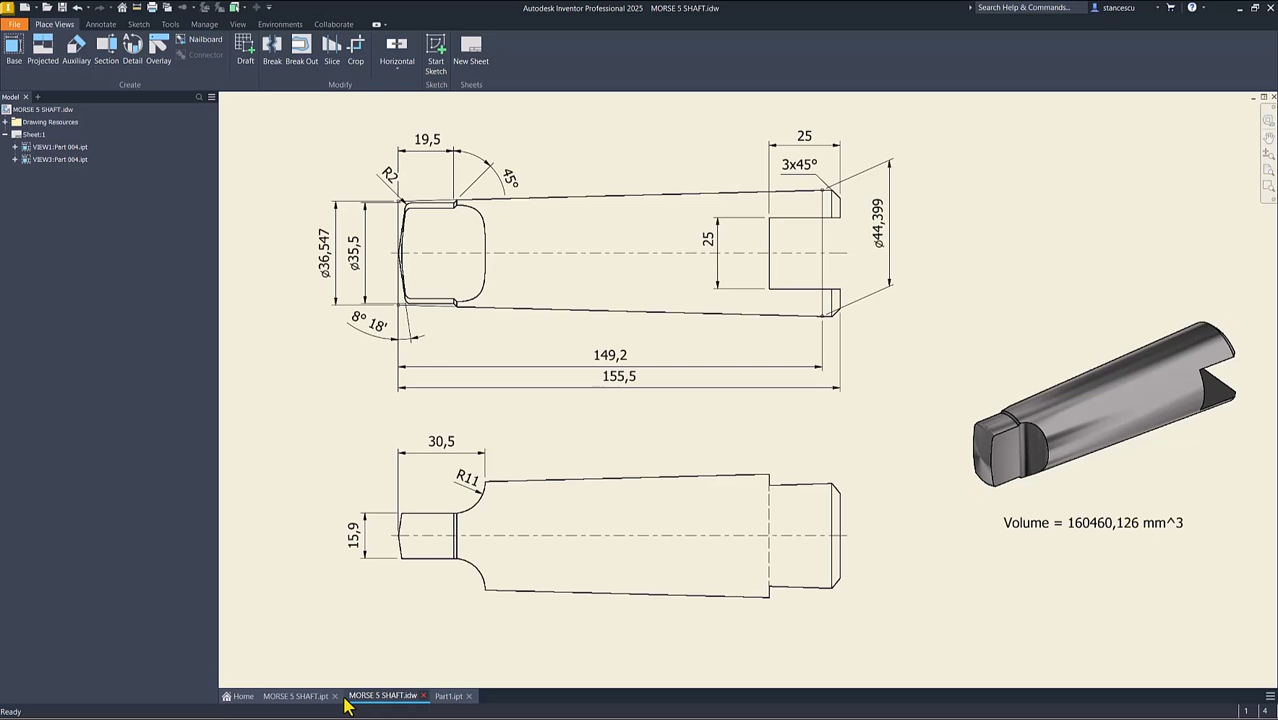 Autodesk Inventor Professional 2025 MORSE 5 SHAFT.idw
Search Help & Commands...
stancescu
File Place Views Annotate Sketch Tools Manage View Environments Collaborate
Base Projected Auxiliary Section Detail Overlay
Nailboard
Connector
Draft
Break Break Out Slice Crop
Horizontal
Start Sketch
New Sheet
Create
Modify
Sketch
Sheets
Model
MORSE 5 SHAFT.idw
Drawing Resources
Sheet:1
VIEW1:Part 004.ipt
VIEW3:Part 004.ipt
19,5
25
R2
45°
3x45°
⌀36,547
⌀35,5
25
⌀44,399
8° 18'
149,2
155,5
30,5
R11
15,9
Volume = 160460,126 mm^3
Home MORSE 5 SHAFT.ipt MORSE 5 SHAFT.idw Part1.ipt
Ready
1 4